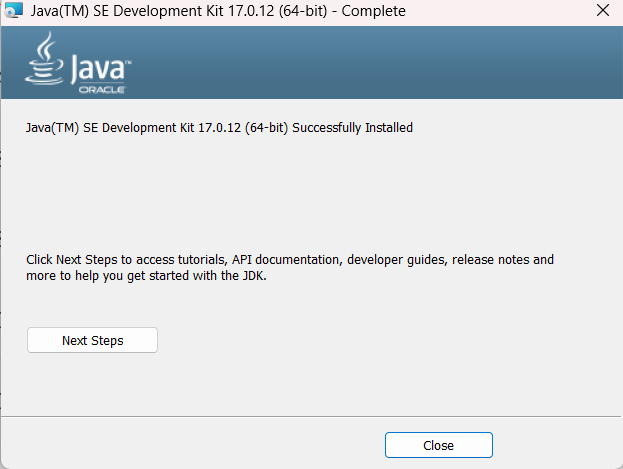 Java(TM) SE Development Kit 17.0.12 (64-bit) - Complete
Java™
ORACLE
Java(TM) SE Development Kit 17.0.12 (64-bit) Successfully Installed
Click Next Steps to access tutorials, API documentation, developer guides, release notes and
more to help you get started with the JDK.
Next Steps
Close